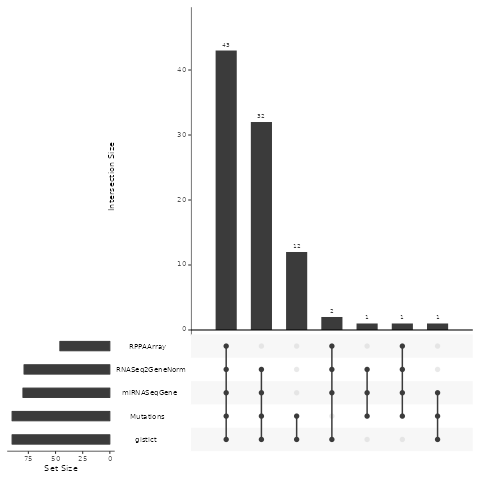 43
40
32
30
Intersection Size
20
12
10
2
1
1
1
0
RPPAArray
RNASeq2GeneNorm
miRNASeqGene
Mutations
gistict
75
50
25
0
Set Size